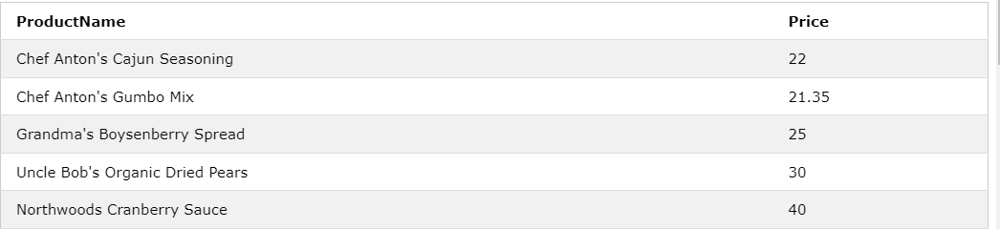 ProductName Price
Chef Anton's Cajun Seasoning 22
Chef Anton's Gumbo Mix 21.35
Grandma's Boysenberry Spread 25
Uncle Bob's Organic Dried Pears 30
Northwoods Cranberry Sauce 40